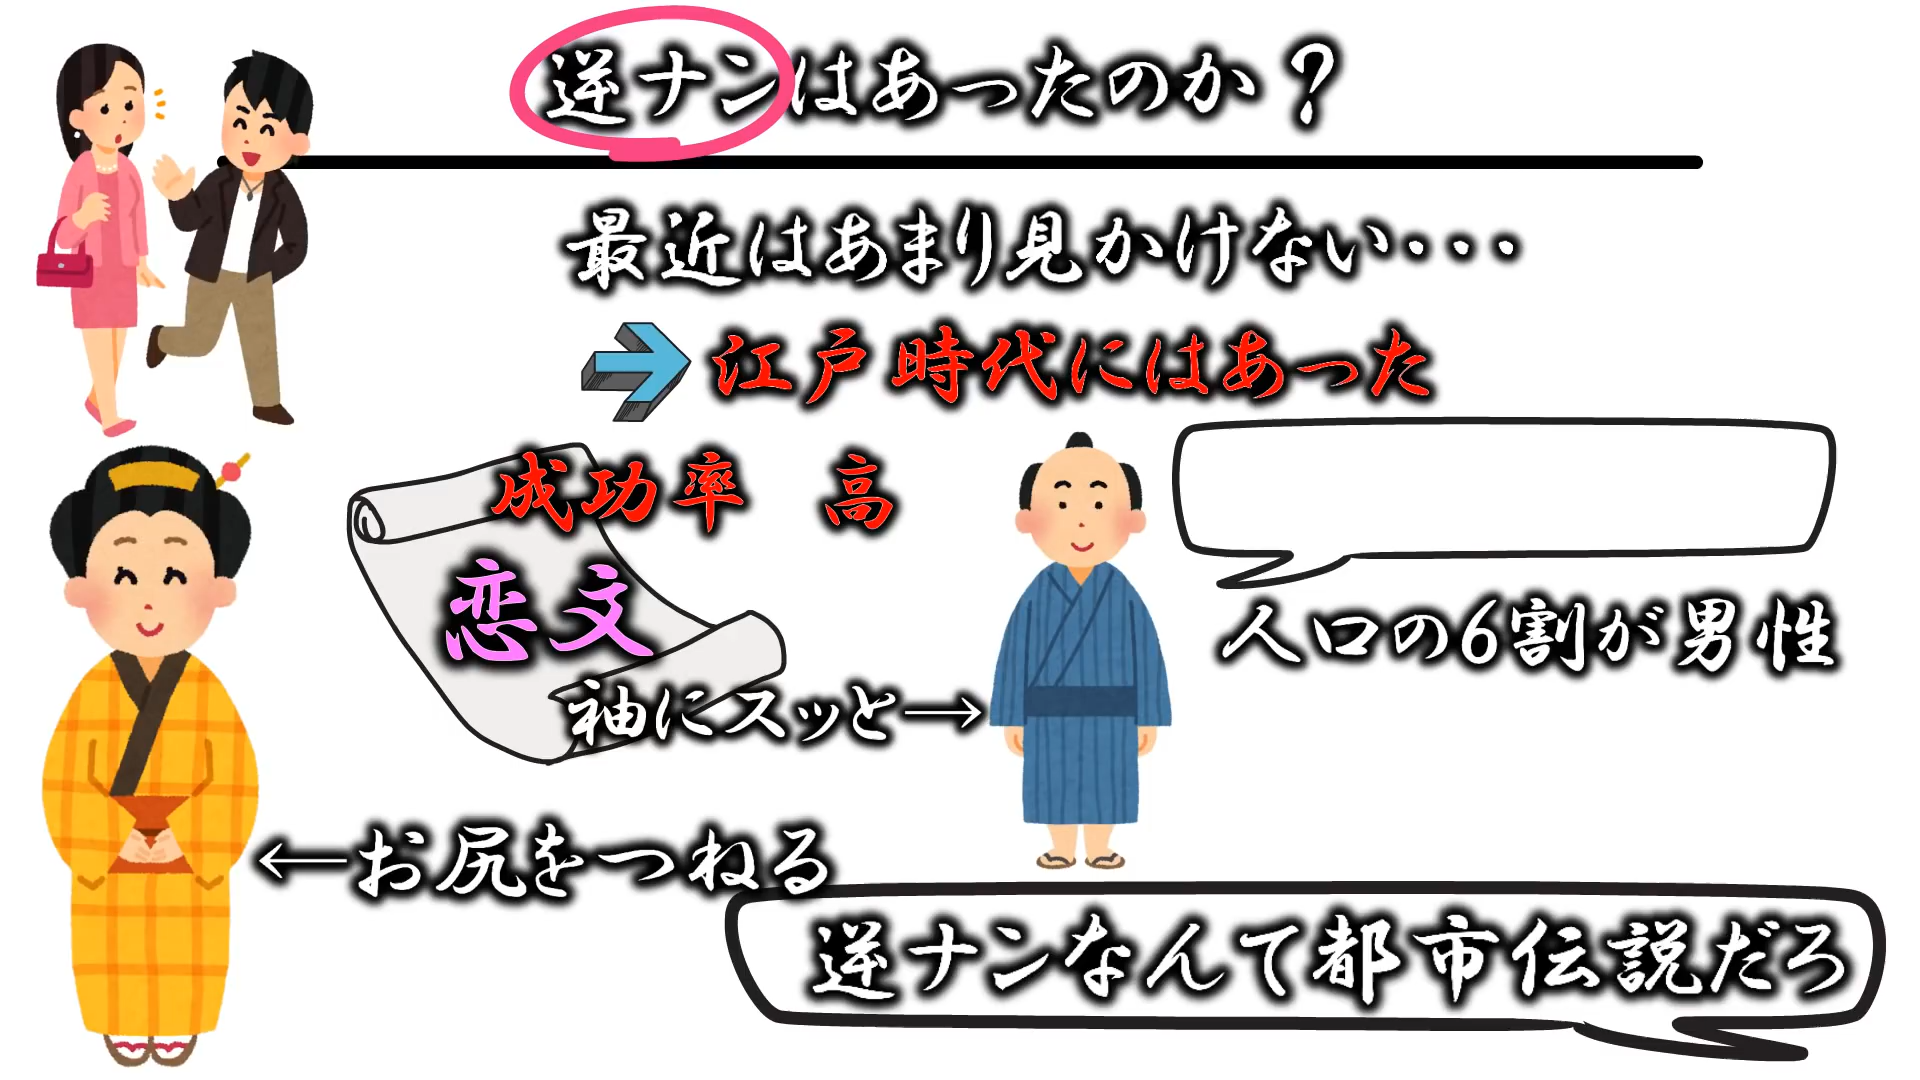 逆ナンはあったのか？
最近はあまり見かけない・・・
江戸時代にはあった
成功率 高
恋文
袖にスッと→
人口の6割が男性
←お尻をつねる
逆ナンなんて都市伝説だろ